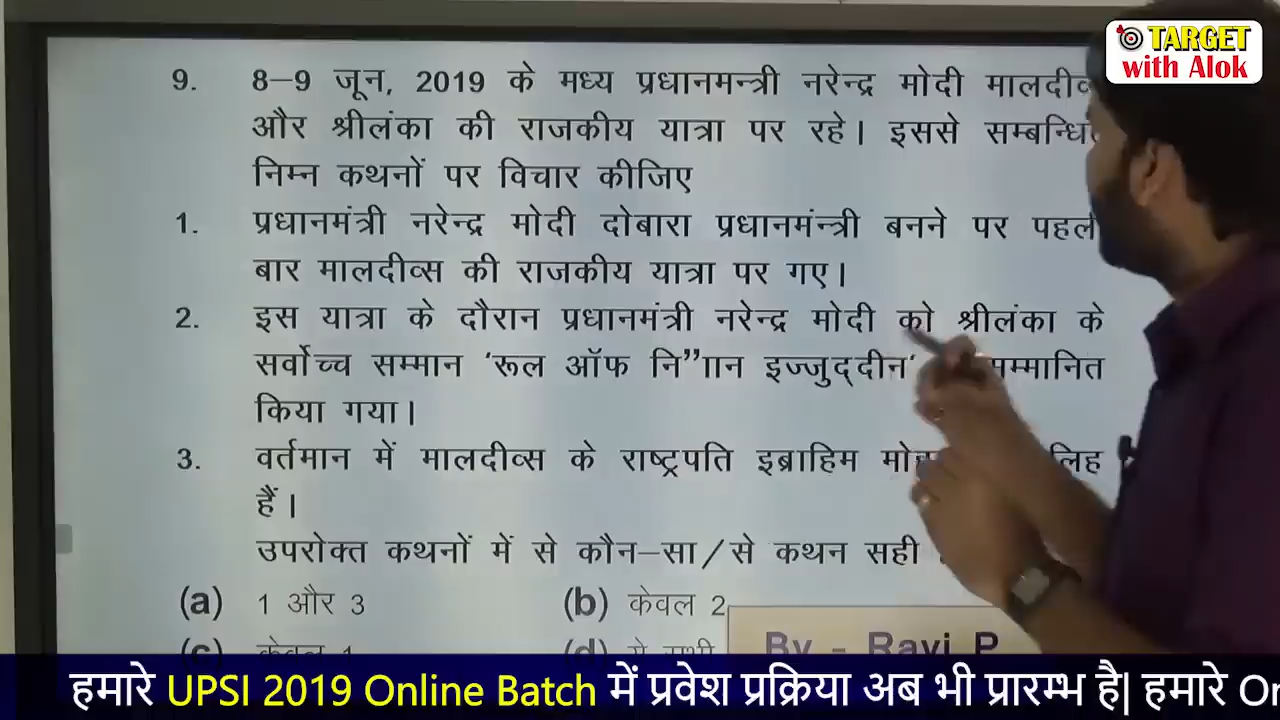 TARGET
with Alok
9. 8–9 जून, 2019 के मध्य प्रधानमन्त्री नरेन्द्र मोदी
और श्रीलंका की राजकीय यात्रा पर रहे। इससे
निम्न कथनों पर विचार कीजिए
1. प्रधानमंत्री नरेन्द्र मोदी दोबारा प्रधानमंन्त्री बनने पर
बार मालदीव्स की राजकीय यात्रा पर गए।
2. इस यात्रा के दौरान प्रधानमंत्री नरेन्द्र मोदी को श्रीलंका के
सर्वोच्च सम्मान ‘रूल ऑफ नि”ाान इज्जुद्दीन‘ सम्मानित
किया गया।
3. वर्तमान में मालदीव्स के राष्ट्रपति इब्राहिम
हैं।
उपरोक्त कथनों में से कौन–सा/से कथन सही
(a) 1 और 3 (b) केवल 2
By - Ravi P
हमारे UPSI 2019 Online Batch में प्रवेश प्रक्रिया अब भी प्रारम्भ है| हमारे